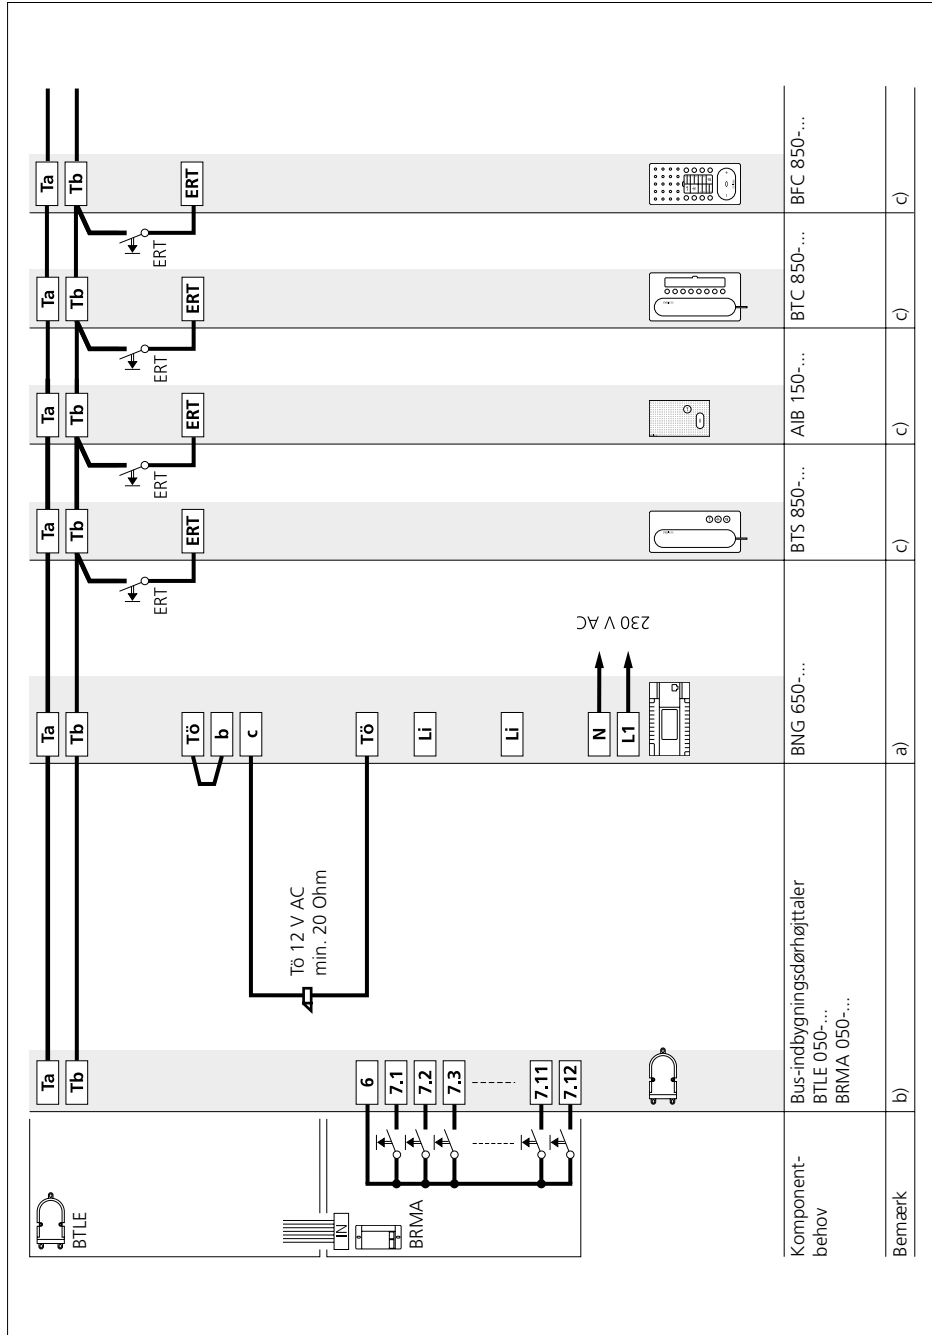 Ta Ta Ta Ta Ta Ta
BTLE
Tb Tb Tb Tb Tb Tb
ERT ERT ERT ERT
Tö ERT ERT ERT ERT
b
c
Tö 12 V AC
min. 20 Ohm
IN
6 Tö
7.1
BRMA
7.2 Li
7.3
Li
7.11
7.12
N
230 V AC
L1
Komponent-
behov
Bus-indbygningsdørhøjttaler
BTLE 050-...
BRMA 050-...
BNG 650-...
BTS 850-...
AIB 150-...
BTC 850-...
BFC 850-...
Bemærk
b)
a)
c)
c)
c)
c)